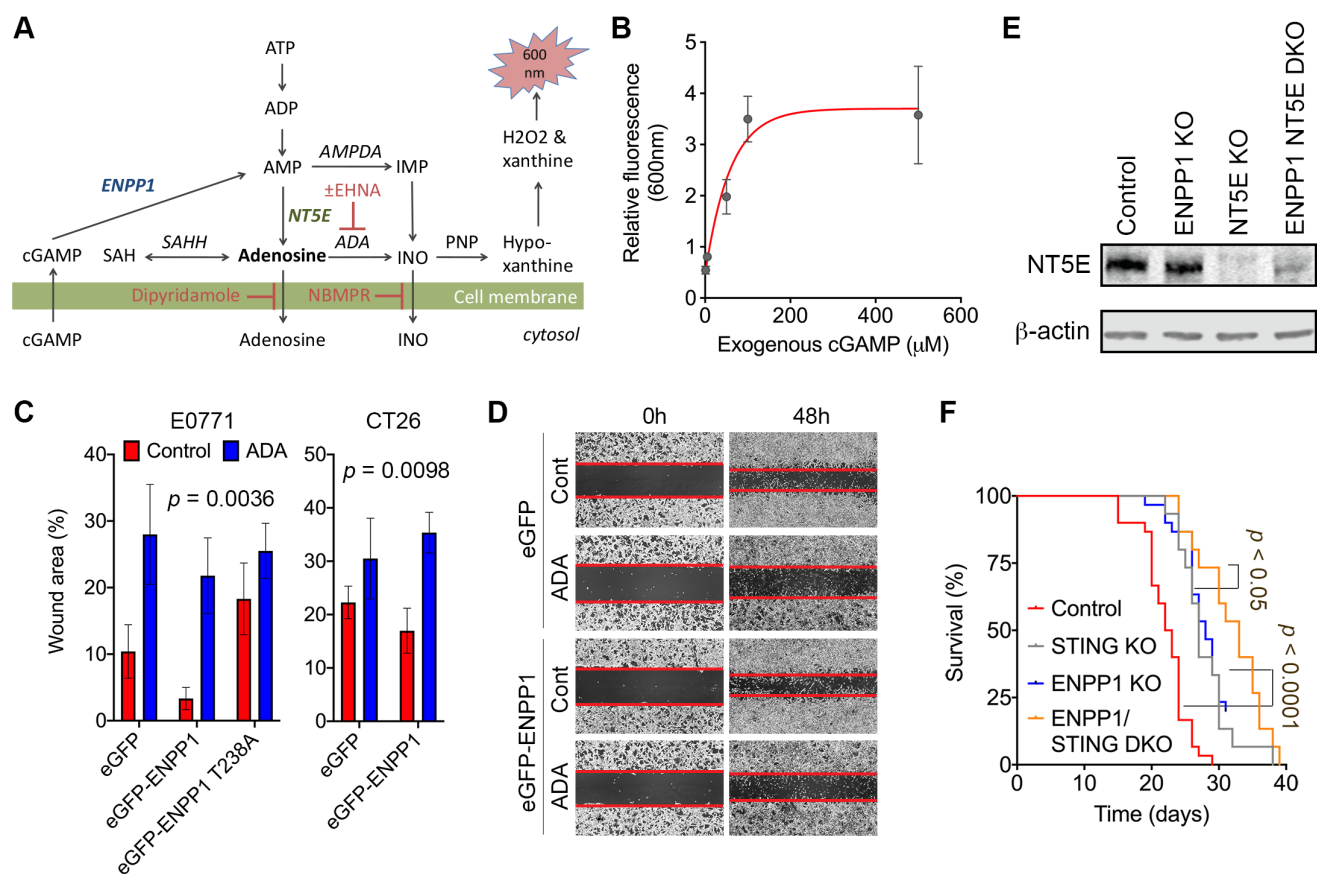 A
ATP
ADP
AMP
AMPDA
IMP
ENPP1
±EHNA
NT5E
cGAMP
SAH
SAHH
Adenosine
ADA
INO
PNP
Hypo-
xanthine
H2O2 &
xanthine
600
nm
Dipyridamole
NBMPR
Cell membrane
cGAMP
Adenosine
INO
cytosol
B
Relative fluorescence
(600nm)
5
4
3
2
1
0
0
200
400
600
Exogenous cGAMP (µM)
E
Control
ENPP1 KO
NT5E KO
ENPP1 NT5E DKO
NT5E
β-actin
C
E0771
CT26
Control
ADA
p = 0.0036
p = 0.0098
Wound area (%)
40
30
20
10
0
eGFP
eGFP-ENPP1
eGFP-ENPP1 T238A
50
40
30
20
10
0
eGFP
eGFP-ENPP1
D
0h
48h
eGFP
Cont
ADA
eGFP-ENPP1
Cont
ADA
F
Survival (%)
100
75
50
25
0
0
10
20
30
40
Time (days)
Control
STING KO
ENPP1 KO
ENPP1/
STING DKO
p < 0.05
p < 0.0001